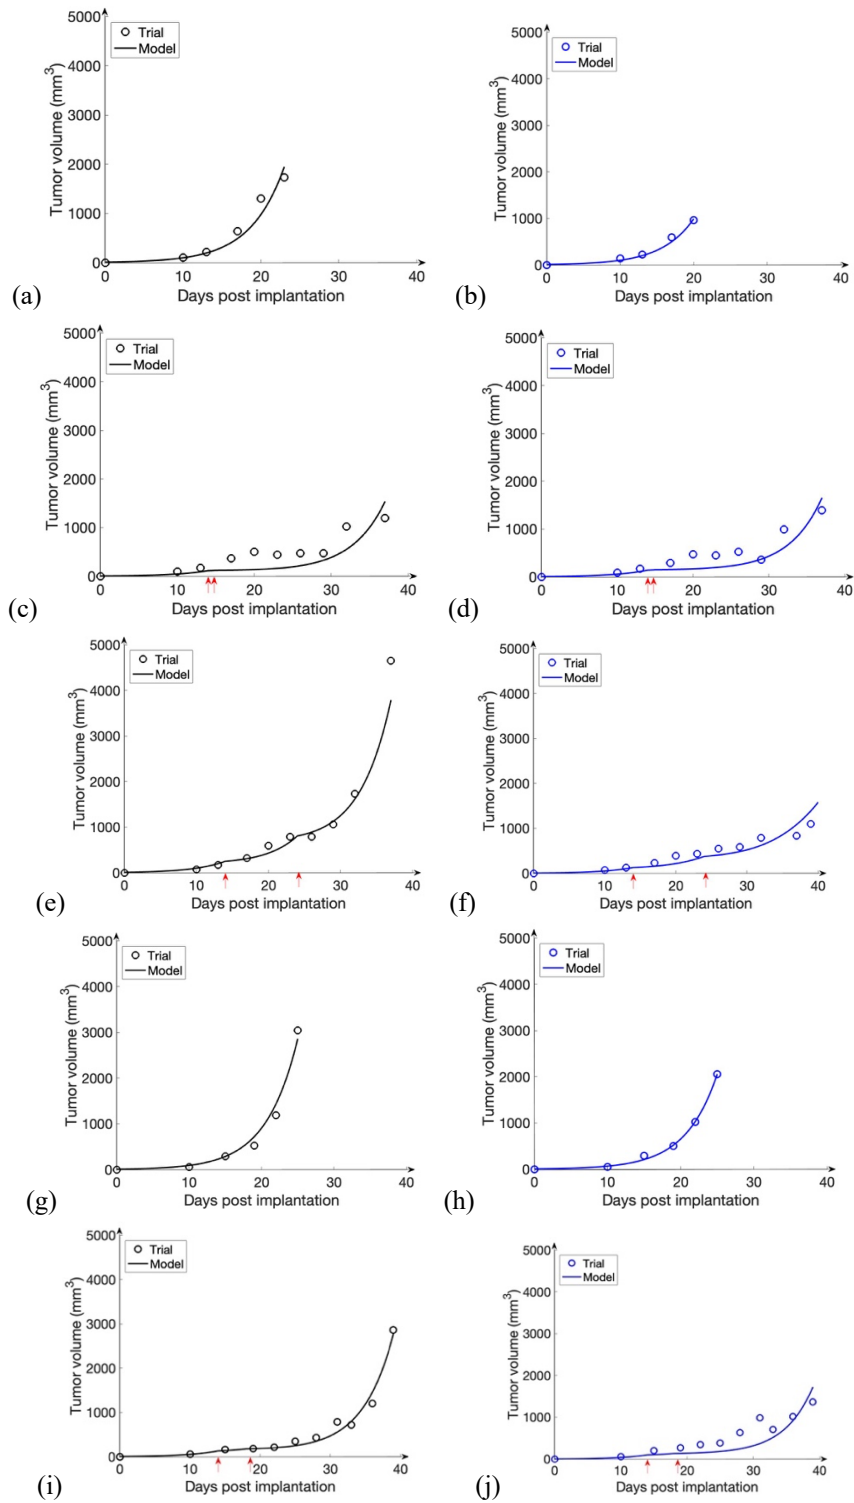 5000
4000
3000
2000
1000
0
Tumor volume (mm³)
Trial
Model
0 10 20 30 40
Days post implantation
(a)
5000
4000
3000
2000
1000
0
Tumor volume (mm³)
Trial
Model
0 10 20 30 40
Days post implantation
(b)
5000
4000
3000
2000
1000
0
Tumor volume (mm³)
Trial
Model
0 10 20 30 40
Days post implantation
(c)
5000
4000
3000
2000
1000
0
Tumor volume (mm³)
Trial
Model
0 10 20 30 40
Days post implantation
(d)
5000
4000
3000
2000
1000
0
Tumor volume (mm³)
Trial
Model
0 10 20 30 40
Days post implantation
(e)
5000
4000
3000
2000
1000
0
Tumor volume (mm³)
Trial
Model
0 10 20 30 40
Days post implantation
(f)
5000
4000
3000
2000
1000
0
Tumor volume (mm³)
Trial
Model
0 10 20 30 40
Days post implantation
(g)
5000
4000
3000
2000
1000
0
Tumor volume (mm³)
Trial
Model
0 10 20 30 40
Days post implantation
(h)
5000
4000
3000
2000
1000
0
Tumor volume (mm³)
Trial
Model
0 10 20 30 40
Days post implantation
(i)
5000
4000
3000
2000
1000
0
Tumor volume (mm³)
Trial
Model
0 10 20 30 40
Days post implantation
(j)